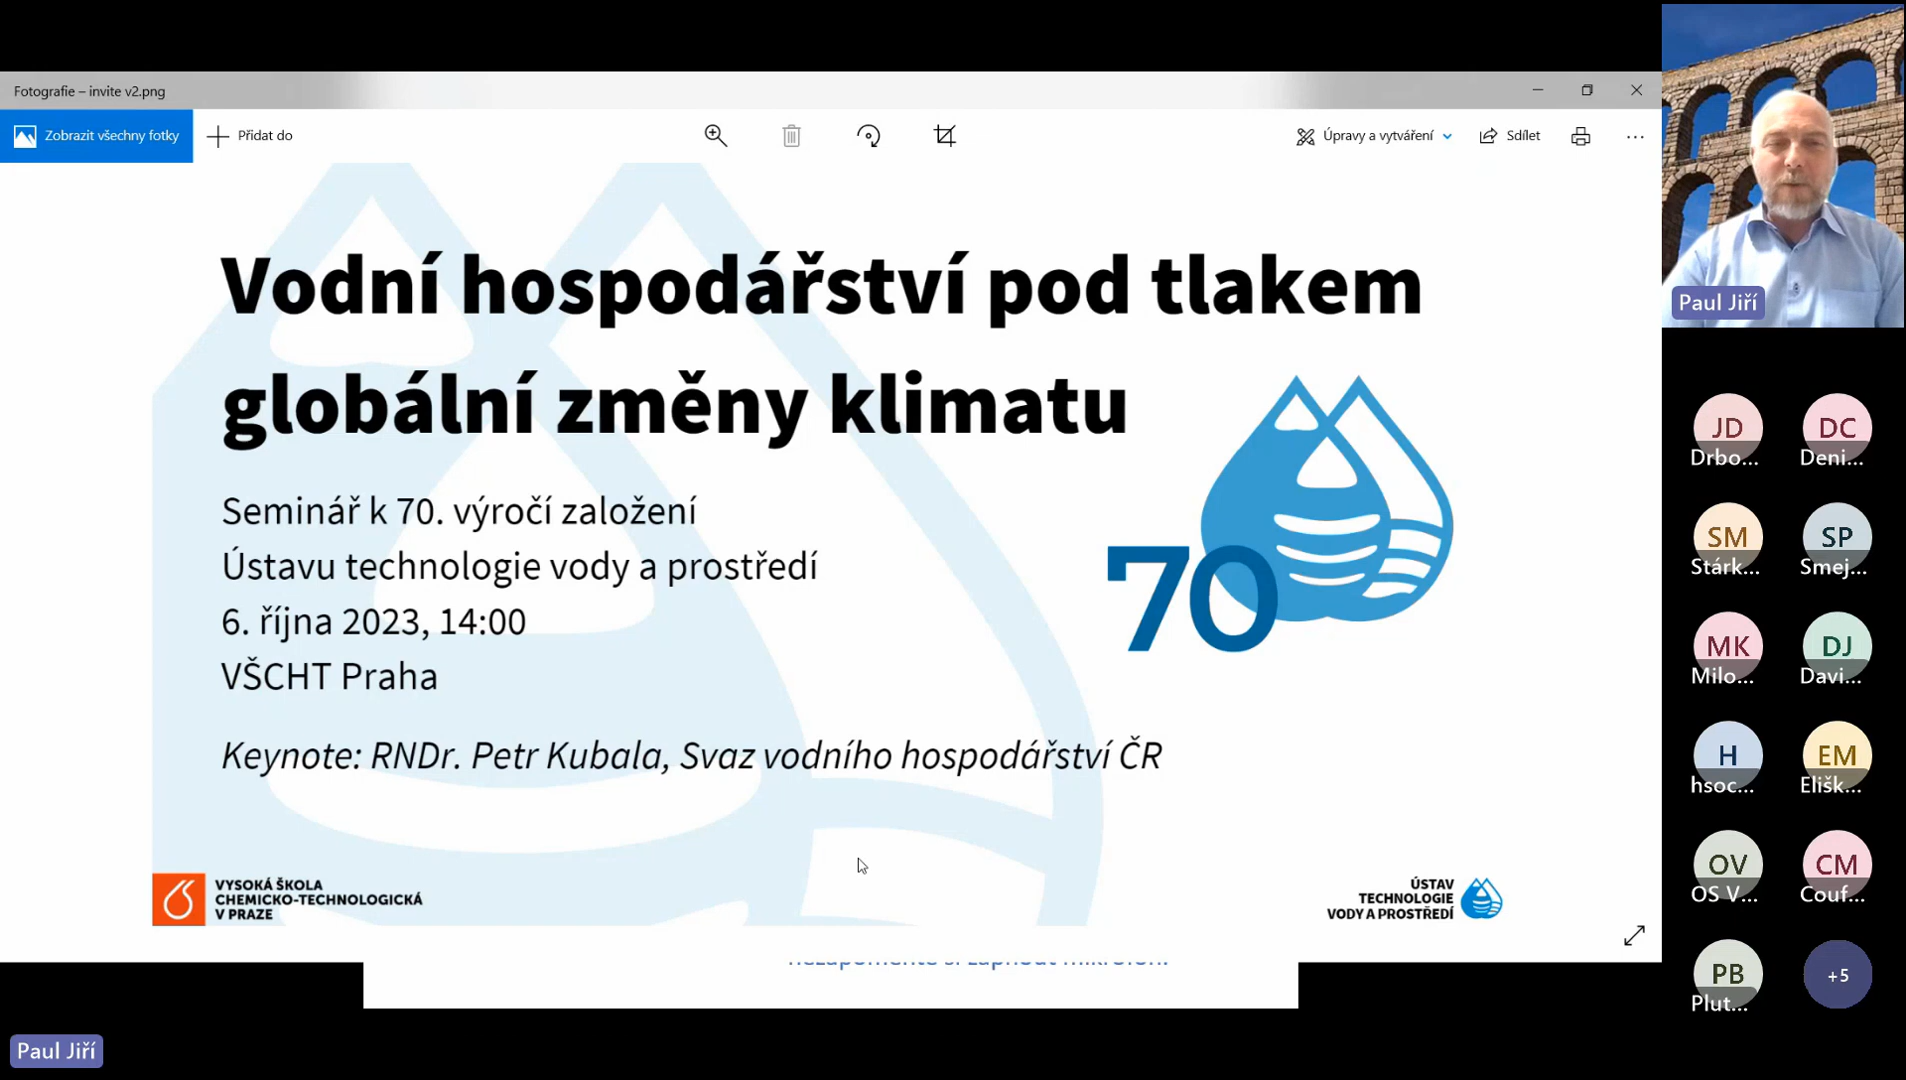 Fotografie – invite v2.png
Zobrazit všechny fotky
Přidat do
Úpravy a vytváření
Sdílet
Vodní hospodářství pod tlakem
globální změny klimatu
Seminář k 70. výročí založení
Ústavu technologie vody a prostředí
6. října 2023, 14:00
VŠCHT Praha
70
Keynote: RNDr. Petr Kubala, Svaz vodního hospodářství ČR
VYSOKÁ ŠKOLA
CHEMICKO-TECHNOLOGICKÁ
V PRAZE
ÚSTAV
TECHNOLOGIE
VODY A PROSTŘEDÍ
Paul Jiří
Paul Jiří
JD
Drbo...
DC
Deni...
SM
Stárk...
SP
Smej...
MK
Milo...
DJ
Davi...
H
hsoc...
EM
Elišk...
OV
OS V...
CM
Couf...
PB
Plut...
+5